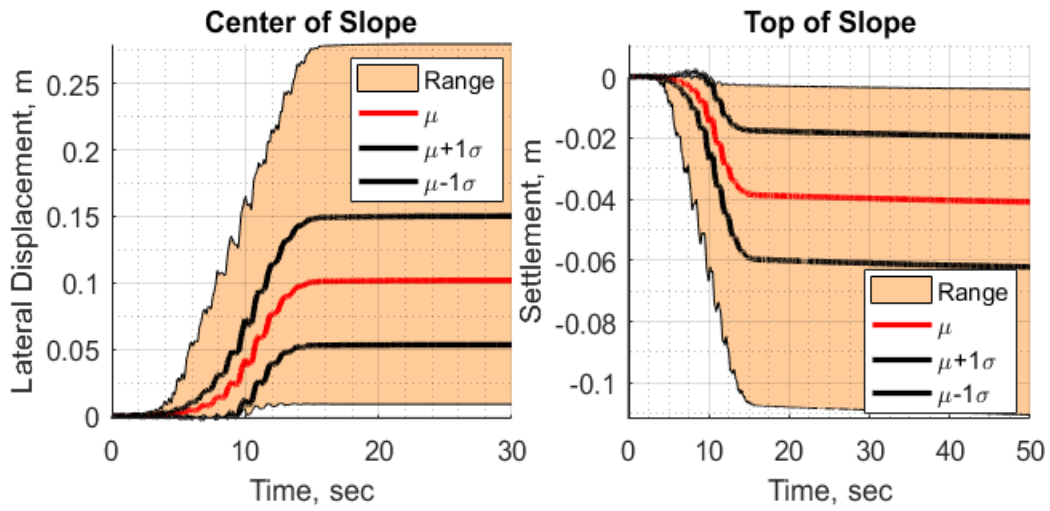 Center of Slope
Lateral Displacement, m
0.25
0.2
0.15
0.1
0.05
0
Range
μ
μ+1σ
μ-1σ
0
10
20
30
Time, sec
Top of Slope
Settlement, m
0
-0.02
-0.04
-0.06
-0.08
-0.1
Range
μ
μ+1σ
μ-1σ
0
10
20
30
40
50
Time, sec